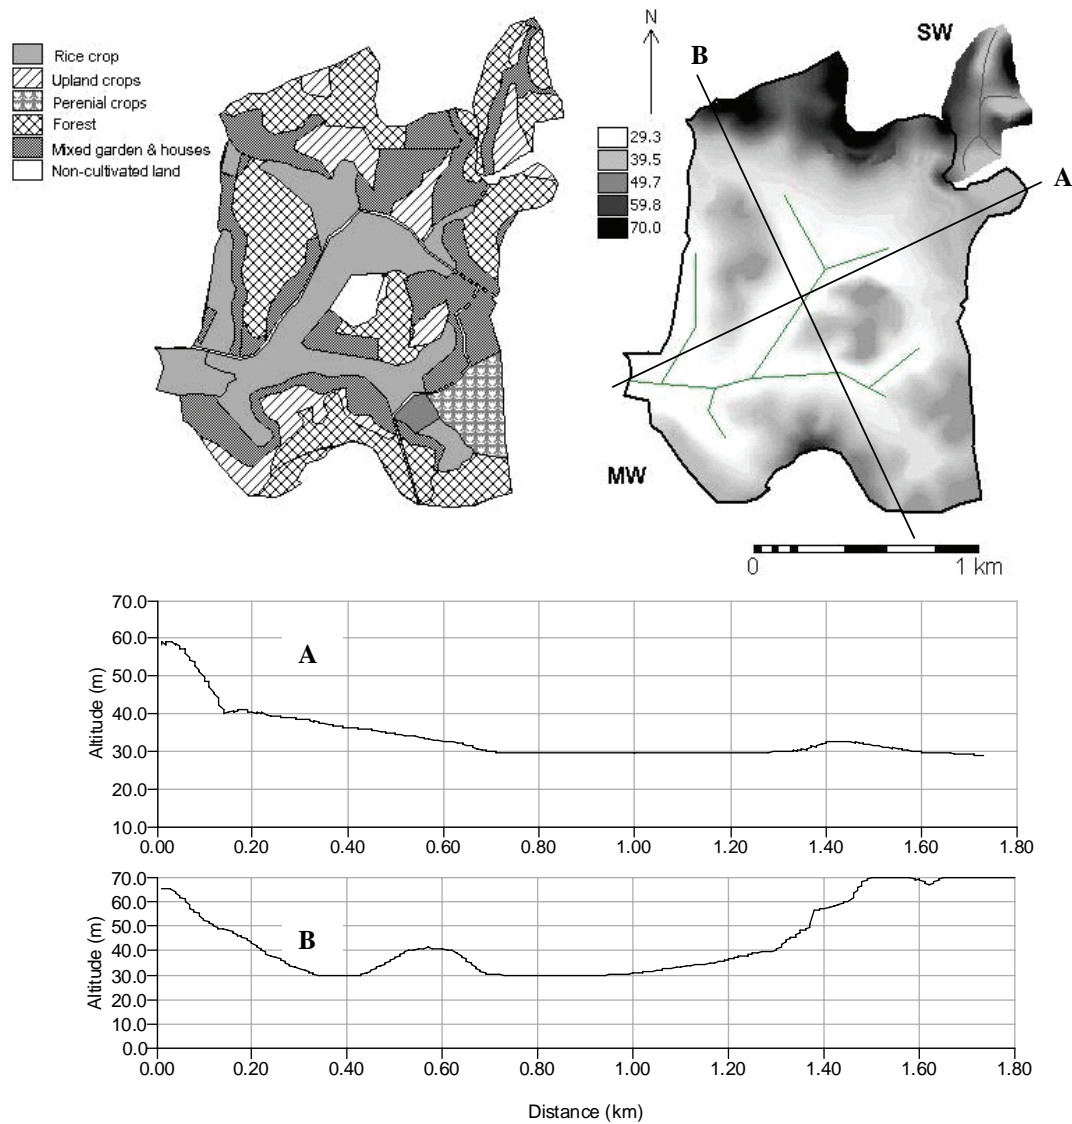 Rice crop
Upland crops
Perenial crops
Forest
Mixed garden & houses
Non-cultivated land
N
SW
B
29.3
39.5
49.7
59.8
70.0
A
MW
0 1 km
70.0
60.0
50.0
40.0
30.0
20.0
10.0
Altitude (m)
A
0.00 0.20 0.40 0.60 0.80 1.00 1.20 1.40 1.60 1.80
70.0
60.0
50.0
40.0
30.0
20.0
10.0
0.0
Altitude (m)
B
0.00 0.20 0.40 0.60 0.80 1.00 1.20 1.40 1.60 1.80
Distance (km)